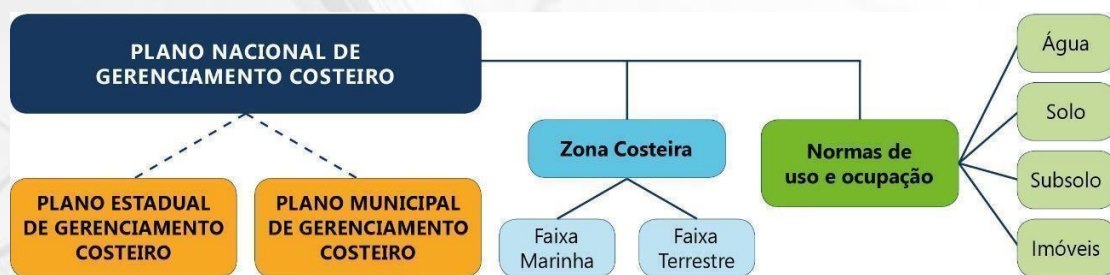 PLANO NACIONAL DE
GERENCIAMENTO COSTEIRO
PLANO ESTADUAL
DE GERENCIAMENTO
COSTEIRO
PLANO MUNICIPAL
DE GERENCIAMENTO
COSTEIRO
Zona Costeira
Faixa
Marinha
Faixa
Terrestre
Normas de
uso e ocupação
Água
Solo
Subsolo
Imóveis